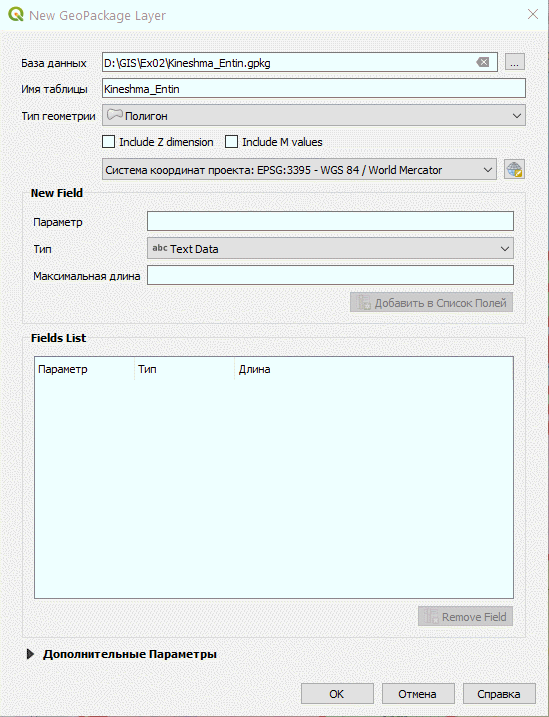 New GeoPackage Layer
База данных D:\GIS\Ex02\Kineshma_Entin.gpkg ...
Имя таблицы Kineshma_Entin
Тип геометрии Полигон
Include Z dimension Include M values
Система координат проекта: EPSG:3395 - WGS 84 / World Mercator
New Field
Параметр
Тип abc Text Data
Максимальная длина
Добавить в Список Полей
Fields List
Параметр Тип Длина
Remove Field
Дополнительные Параметры
OK Отмена Справка